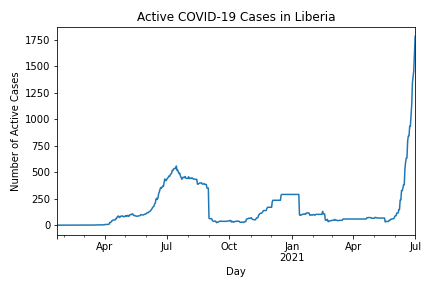 Active COVID-19 Cases in Liberia
Number of Active Cases
1750
1500
1250
1000
750
500
250
0
Apr
Jul
Oct
Jan
2021
Apr
Jul
Day